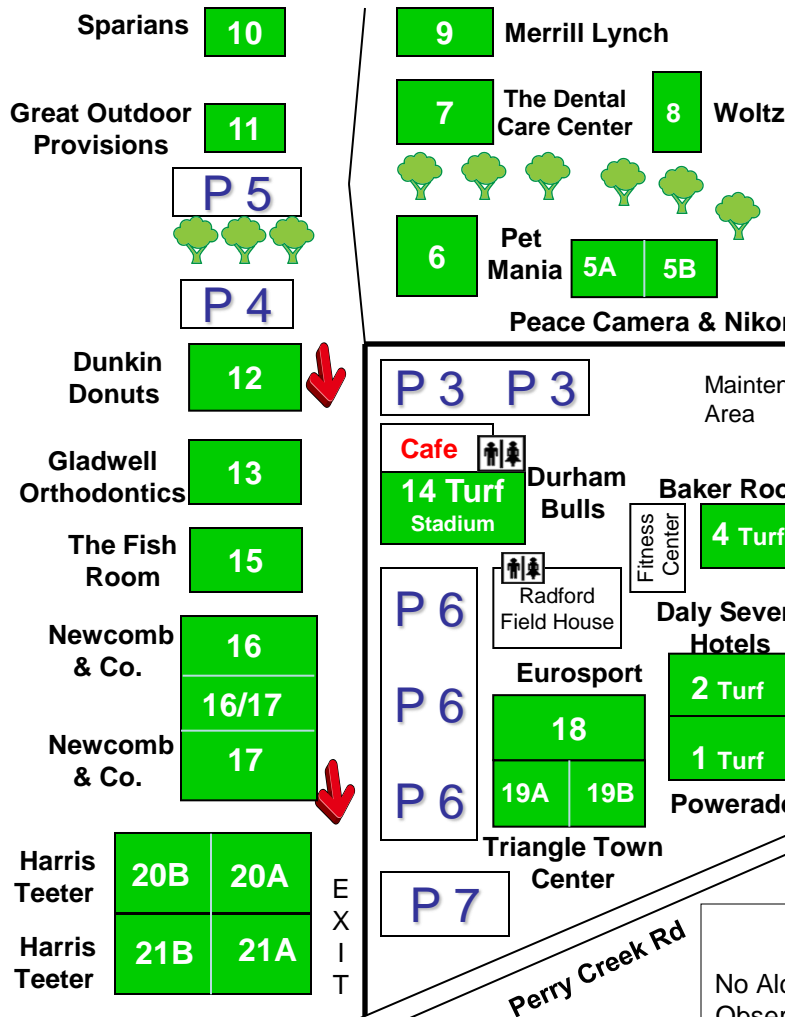 Sparians
10
9
Merrill Lynch
Great Outdoor
Provisions
11
7
The Dental
Care Center
8
Woltz
P 5
6
Pet
Mania
5A
5B
P 4
Peace Camera & Nikon
Dunkin
Donuts
12
P 3 P 3
Mainten
Area
Cafe
Gladwell
Orthodontics
13
14 Turf
Stadium
Durham
Bulls
Baker Roo
Fitness
Center
4 Turf
The Fish
Room
15
P 6
Radford
Field House
Newcomb
& Co.
16
Daly Seven
Hotels
16/17
P 6
Eurosport
2 Turf
Newcomb
& Co.
17
18
1 Turf
P 6
19A
19B
Powerade
Harris
Teeter
20B
20A
Triangle Town
Center
P 7
EXIT
Harris
Teeter
21B
21A
Perry Creek Rd
No Alc
Obser